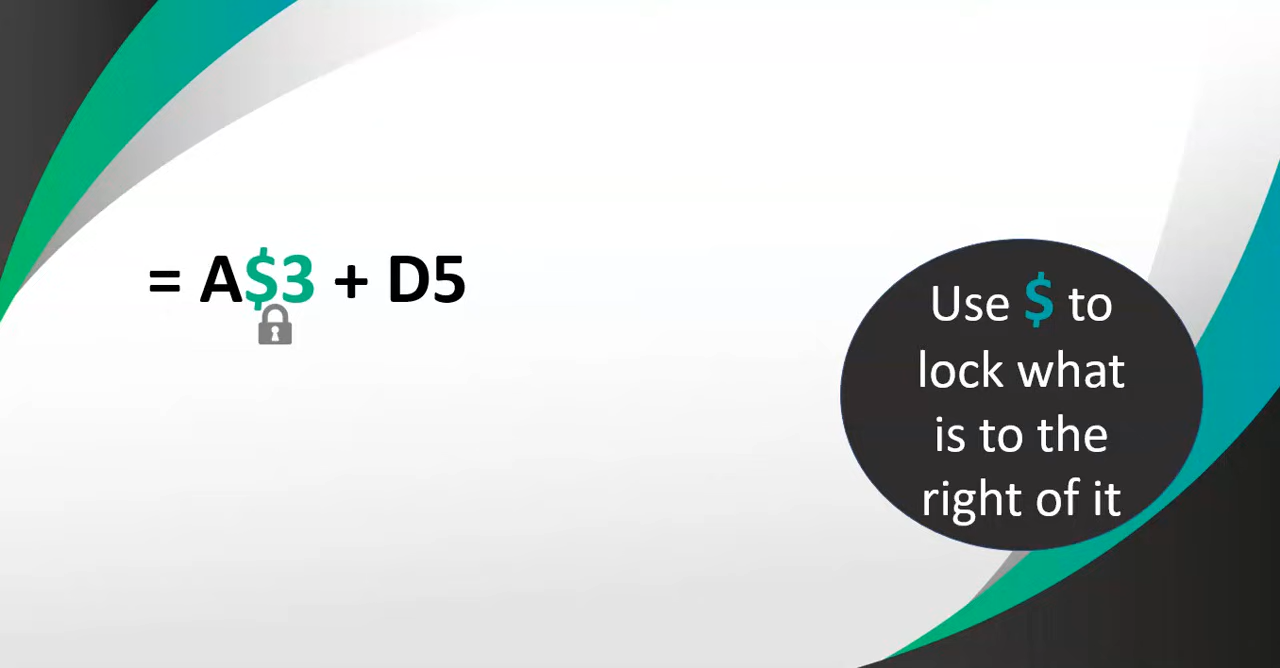 = A$3 + D5
Use $ to
lock what
is to the
right of it